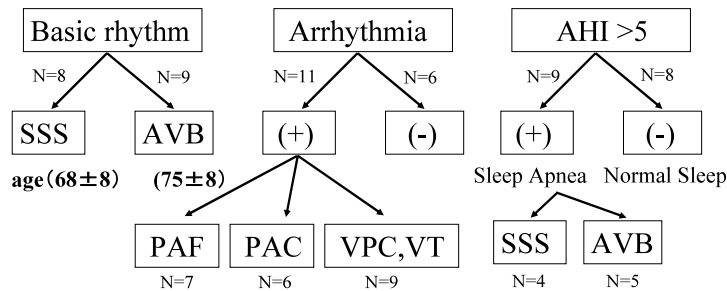 Basic rhythm
Arrhythmia
AHI >5
N=8
N=9
N=11
N=6
N=9
N=8
SSS
AVB
(+)
(-)
(+)
(-)
age(68±8)
(75±8)
Sleep Apnea
Normal Sleep
PAF
PAC
VPC,VT
SSS
AVB
N=7
N=6
N=9
N=4
N=5